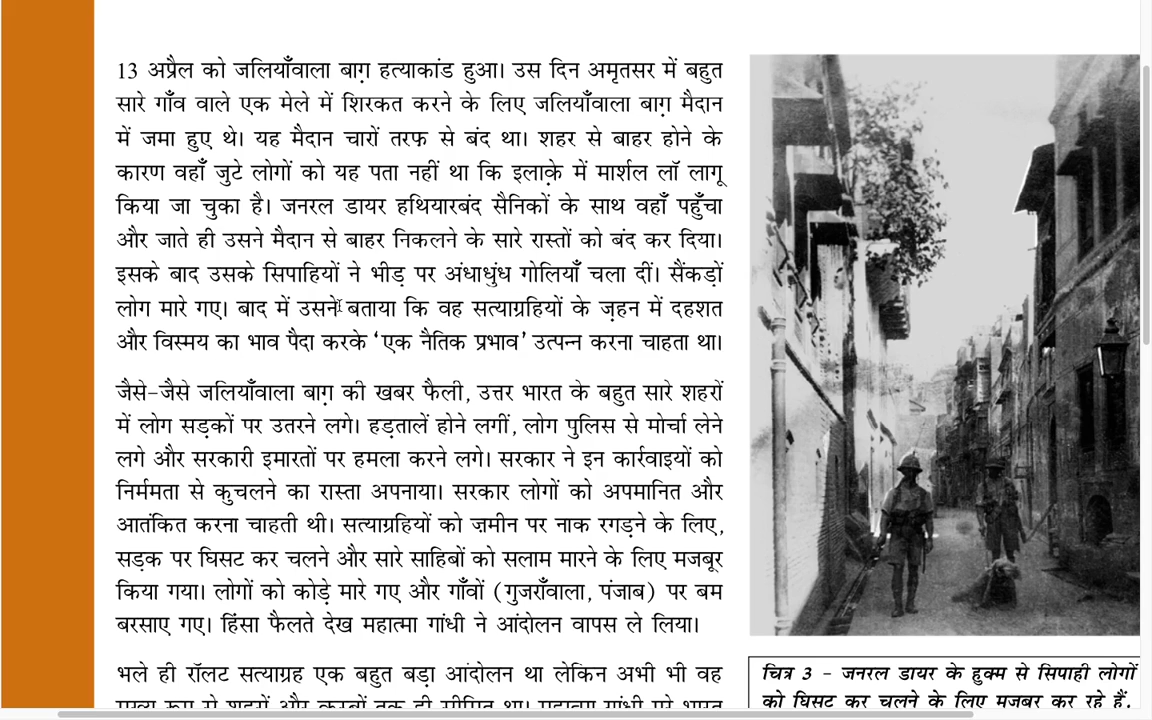 13 अप्रैल को जलियाँवाला बाग़ हत्याकांड हुआ। उस दिन अमृतसर में बहुत
सारे गाँव वाले एक मेले में शिरकत करने के लिए जलियाँवाला बाग़ मैदान
में जमा हुए थे। यह मैदान चारों तरफ़ से बंद था। शहर से बाहर होने के
कारण वहाँ जुटे लोगों को यह पता नहीं था कि इलाक़े में मार्शल लॉ लागू
किया जा चुका है। जनरल डायर हथियारबंद सैनिकों के साथ वहाँ पहुँचा
और जाते ही उसने मैदान से बाहर निकलने के सारे रास्तों को बंद कर दिया।
इसके बाद उसके सिपाहियों ने भीड़ पर अंधाधुंध गोलियाँ चला दीं। सैंकड़ों
लोग मारे गए। बाद में उसने बताया कि वह सत्याग्रहियों के ज़हन में दहशत
और विस्मय का भाव पैदा करके ‘एक नैतिक प्रभाव’ उत्पन्न करना चाहता था।
जैसे-जैसे जलियाँवाला बाग़ की खबर फैली, उत्तर भारत के बहुत सारे शहरों
में लोग सड़कों पर उतरने लगे। हड़तालें होने लगीं, लोग पुलिस से मोर्चा लेने
लगे और सरकारी इमारतों पर हमला करने लगे। सरकार ने इन कार्रवाइयों को
निर्ममता से कुचलने का रास्ता अपनाया। सरकार लोगों को अपमानित और
आतंकित करना चाहती थी। सत्याग्रहियों को ज़मीन पर नाक रगड़ने के लिए,
सड़क पर घिसट कर चलने और सारे साहिबों को सलाम मारने के लिए मजबूर
किया गया। लोगों को कोड़े मारे गए और गाँवों (गुजराँवाला, पंजाब) पर बम
बरसाए गए। हिंसा फैलते देख महात्मा गांधी ने आंदोलन वापस ले लिया।
भले ही रॉलट सत्याग्रह एक बहुत बड़ा आंदोलन था लेकिन अभी भी वह
मुख्य रूप से शहरों और कस्बों तक ही सीमित था। महात्मा गांधी पूरे भारत
चित्र 3 - जनरल डायर के हुक्म से सिपाही लोगों
को घिसट कर चलने के लिए मजबूर कर रहे हैं,